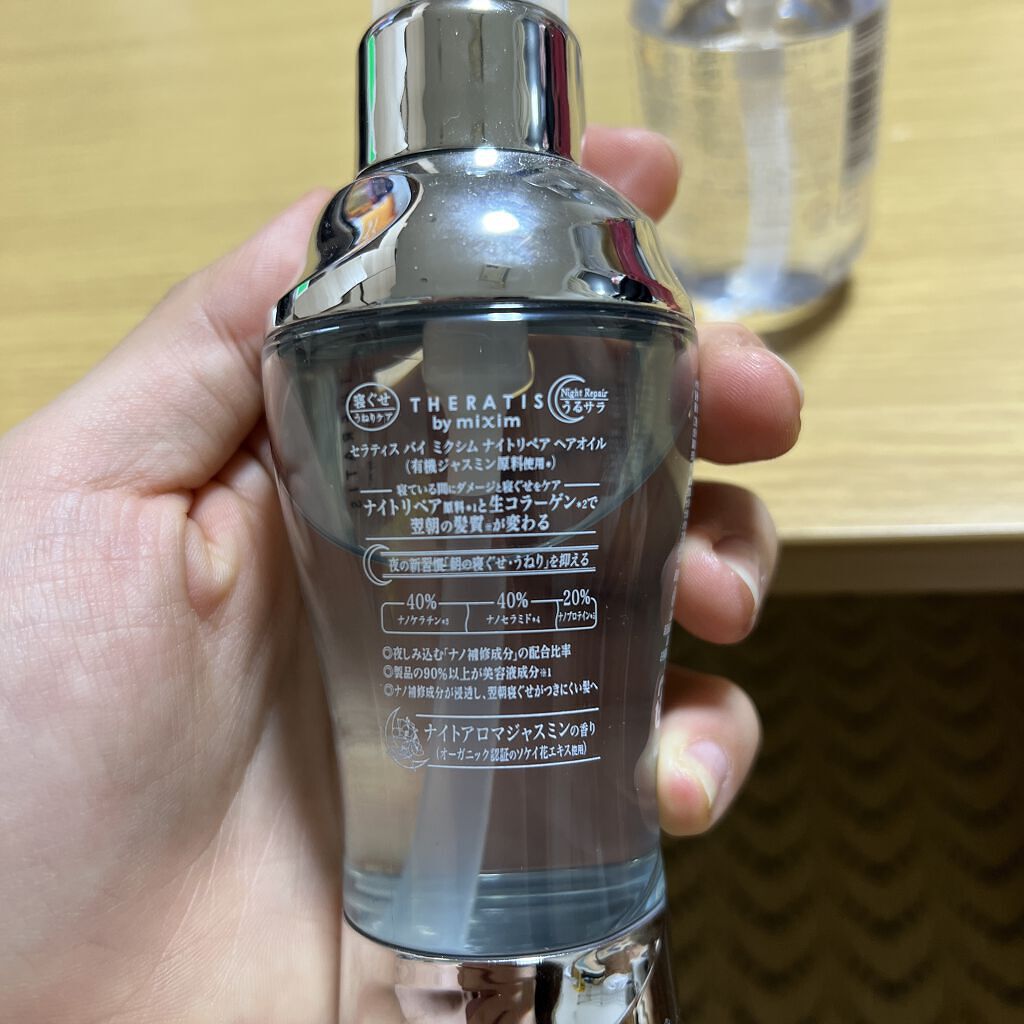 寝ぐせ
うねりケア
THERATIS
by mixim
Night Repair
うるサラ
セラティス バイ ミクシム ナイトリペア ヘアオイル
(有機ジャスミン原料使用※)
寝ている間にダメージと寝ぐせをケア
ナイトリペア原料※1と生コラーゲン※2で
翌朝の髪質※が変わる
夜の新習慣「朝の寝ぐせ・うねり」を抑える
40% 40% 20%
ナノケラチン※3 ナノセラミド※4 ナノプロテイン※5
◎夜しみ込む「ナノ補修成分」の配合比率
◎製品の90%以上が美容液成分※1
◎ナノ補修成分が浸透し、翌朝寝ぐせがつきにくい髪へ
ナイトアロマジャスミンの香り
(オーガニック認証のソケイ花エキス使用)